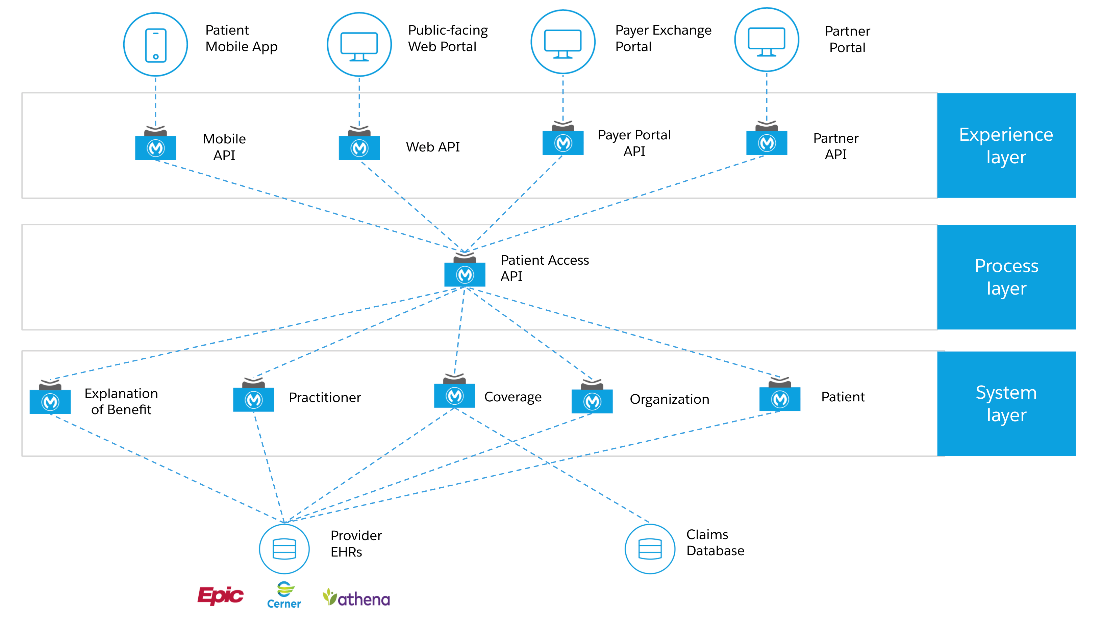 Patient
Mobile App
Public-facing
Web Portal
Payer Exchange
Portal
Partner
Portal
Mobile
API
Web API
Payer Portal
API
Partner
API
Experience
layer
Patient Access
API
Process
layer
Explanation
of Benefit
Practitioner
Coverage
Organization
Patient
System
layer
Provider
EHRs
Claims
Database
Epic
Cerner
athena